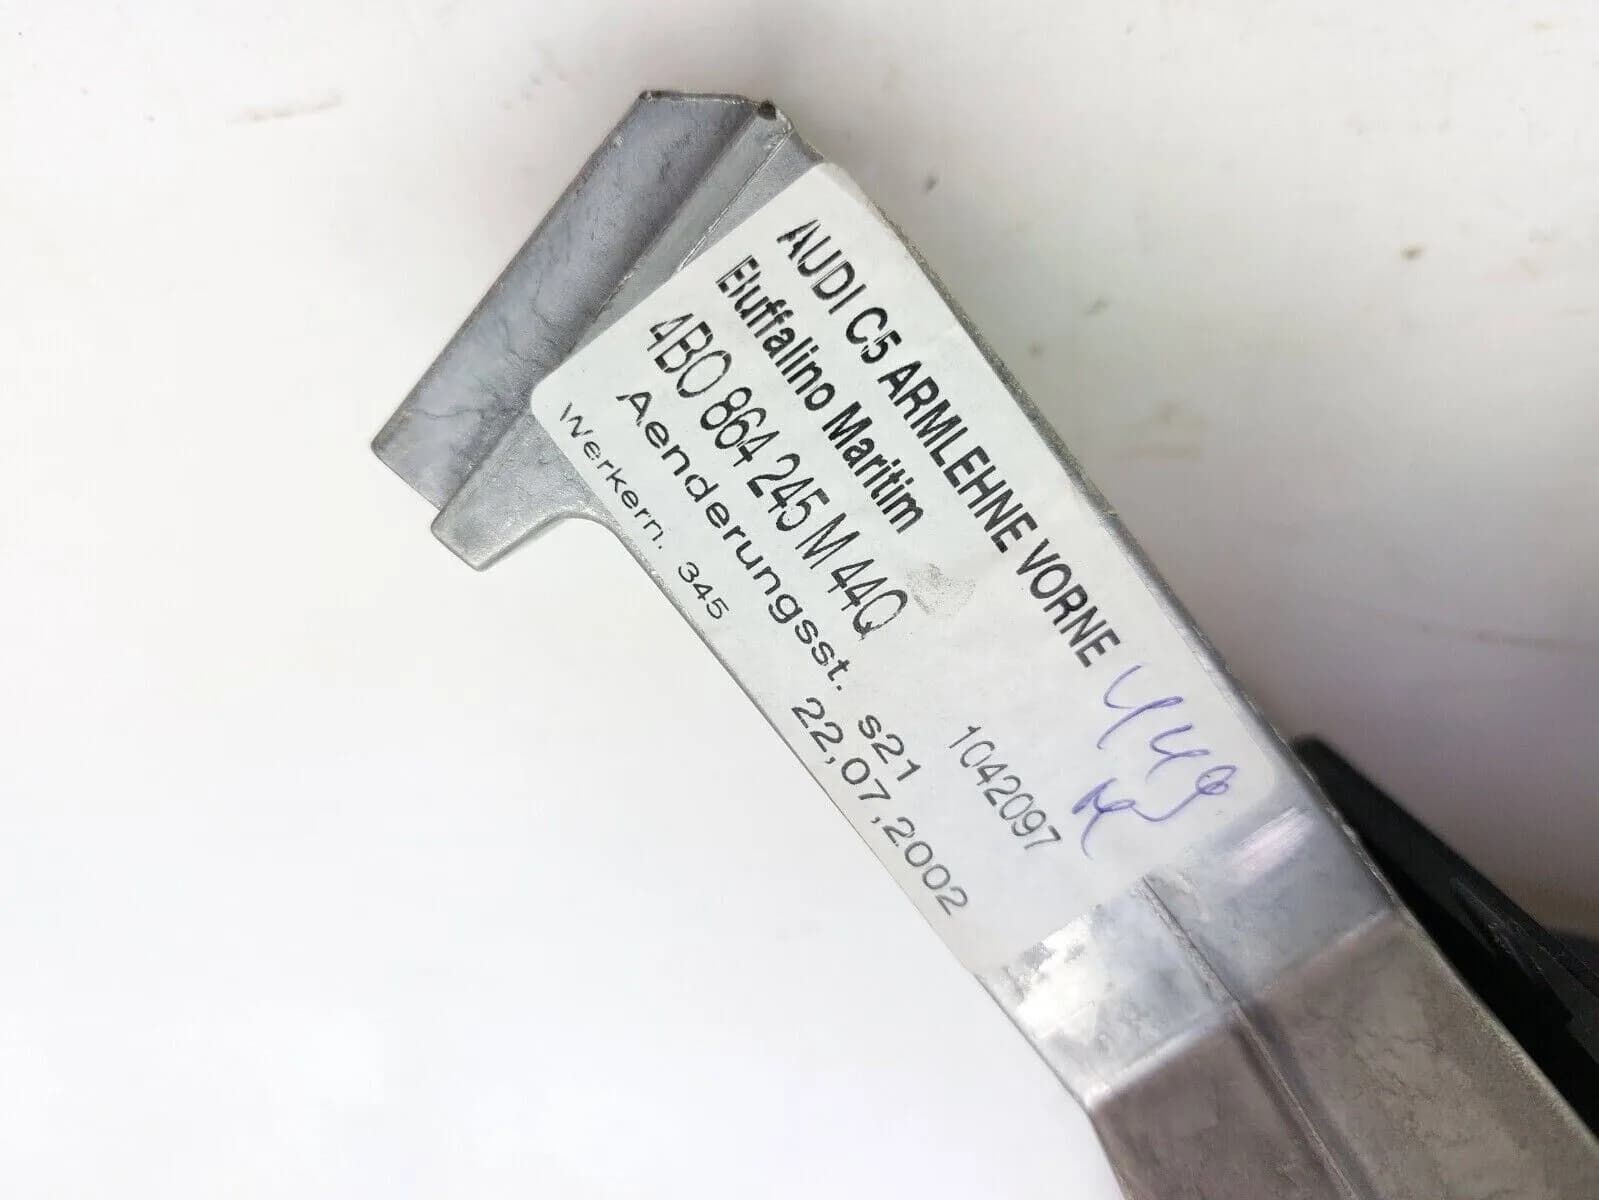 AUDI C5 ARMLEHNE VORNE
Eluffalino Maritim
4B0 864 245 M 44Q
Aenderungsst. s21
Werkern. 345
22,07,2002
1042097